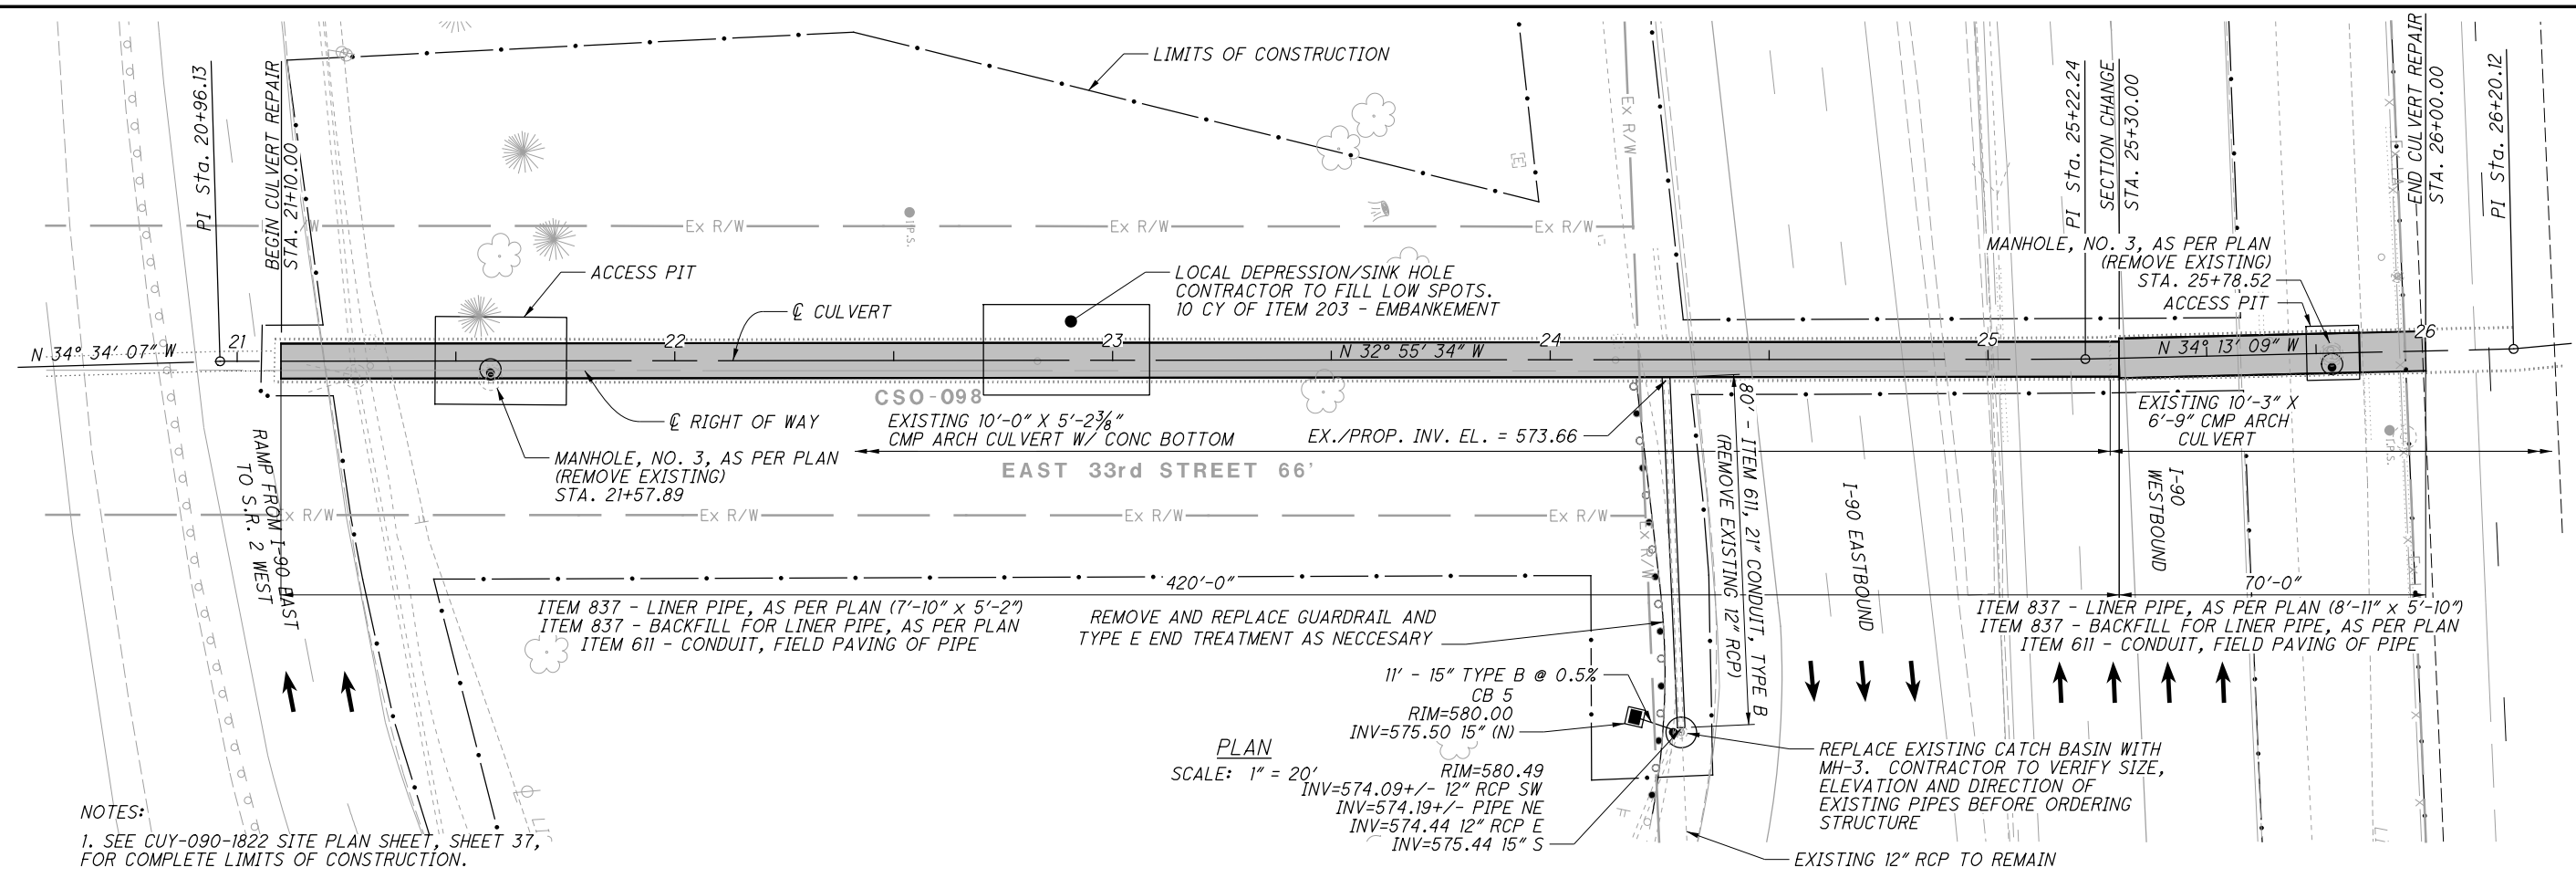 LIMITS OF CONSTRUCTION
PI Sta. 20+96.13
BEGIN CULVERT REPAIR
STA. 21+10.00
Ex R/W
PI Sta. 25+22.24
SECTION CHANGE
STA. 25+30.00
END CULVERT REPAIR
STA. 26+00.00
PI Sta. 26+20.12
Ex R/W
Ex R/W
Ex R/W
MANHOLE, NO. 3, AS PER PLAN
(REMOVE EXISTING)
STA. 25+78.52
ACCESS PIT
ACCESS PIT
LOCAL DEPRESSION/SINK HOLE
CONTRACTOR TO FILL LOW SPOTS.
10 CY OF ITEM 203 - EMBANKMENT
℄ CULVERT
N 34° 34' 07" W
21
22
23
N 32° 55' 34" W
24
25
N 34° 13' 09" W
26
CSO-098
℄ RIGHT OF WAY
EXISTING 10'-0" X 5'-2⅜"
CMP ARCH CULVERT W/ CONC BOTTOM
EX./PROP. INV. EL. = 573.66
EXISTING 10'-3" X
6'-9" CMP ARCH
CULVERT
MANHOLE, NO. 3, AS PER PLAN
(REMOVE EXISTING)
STA. 21+57.89
EAST 33rd STREET 66'
80' - ITEM 611, 21" CONDUIT, TYPE B
(REMOVE EXISTING 12" RCP)
RAMP FROM I-90 EAST
TO S.R. 2 WEST
I-90 EASTBOUND
I-90
WESTBOUND
Ex R/W
Ex R/W
Ex R/W
Ex R/W
Ex R/W
420'-0"
70'-0"
ITEM 837 - LINER PIPE, AS PER PLAN (7'-10" x 5'-2")
ITEM 837 - BACKFILL FOR LINER PIPE, AS PER PLAN
ITEM 611 - CONDUIT, FIELD PAVING OF PIPE
REMOVE AND REPLACE GUARDRAIL AND
TYPE E END TREATMENT AS NECCESARY
ITEM 837 - LINER PIPE, AS PER PLAN (8'-11" x 5'-10")
ITEM 837 - BACKFILL FOR LINER PIPE, AS PER PLAN
ITEM 611 - CONDUIT, FIELD PAVING OF PIPE
11' - 15" TYPE B @ 0.5%
CB 5
RIM=580.00
INV=575.50 15" (N)
PLAN
SCALE: 1" = 20'
RIM=580.49
INV=574.09+/- 12" RCP SW
INV=574.19+/- PIPE NE
INV=574.44 12" RCP E
INV=575.44 15" S
REPLACE EXISTING CATCH BASIN WITH
MH-3. CONTRACTOR TO VERIFY SIZE,
ELEVATION AND DIRECTION OF
EXISTING PIPES BEFORE ORDERING
STRUCTURE
EXISTING 12" RCP TO REMAIN
NOTES:
1. SEE CUY-090-1822 SITE PLAN SHEET, SHEET 37,
FOR COMPLETE LIMITS OF CONSTRUCTION.